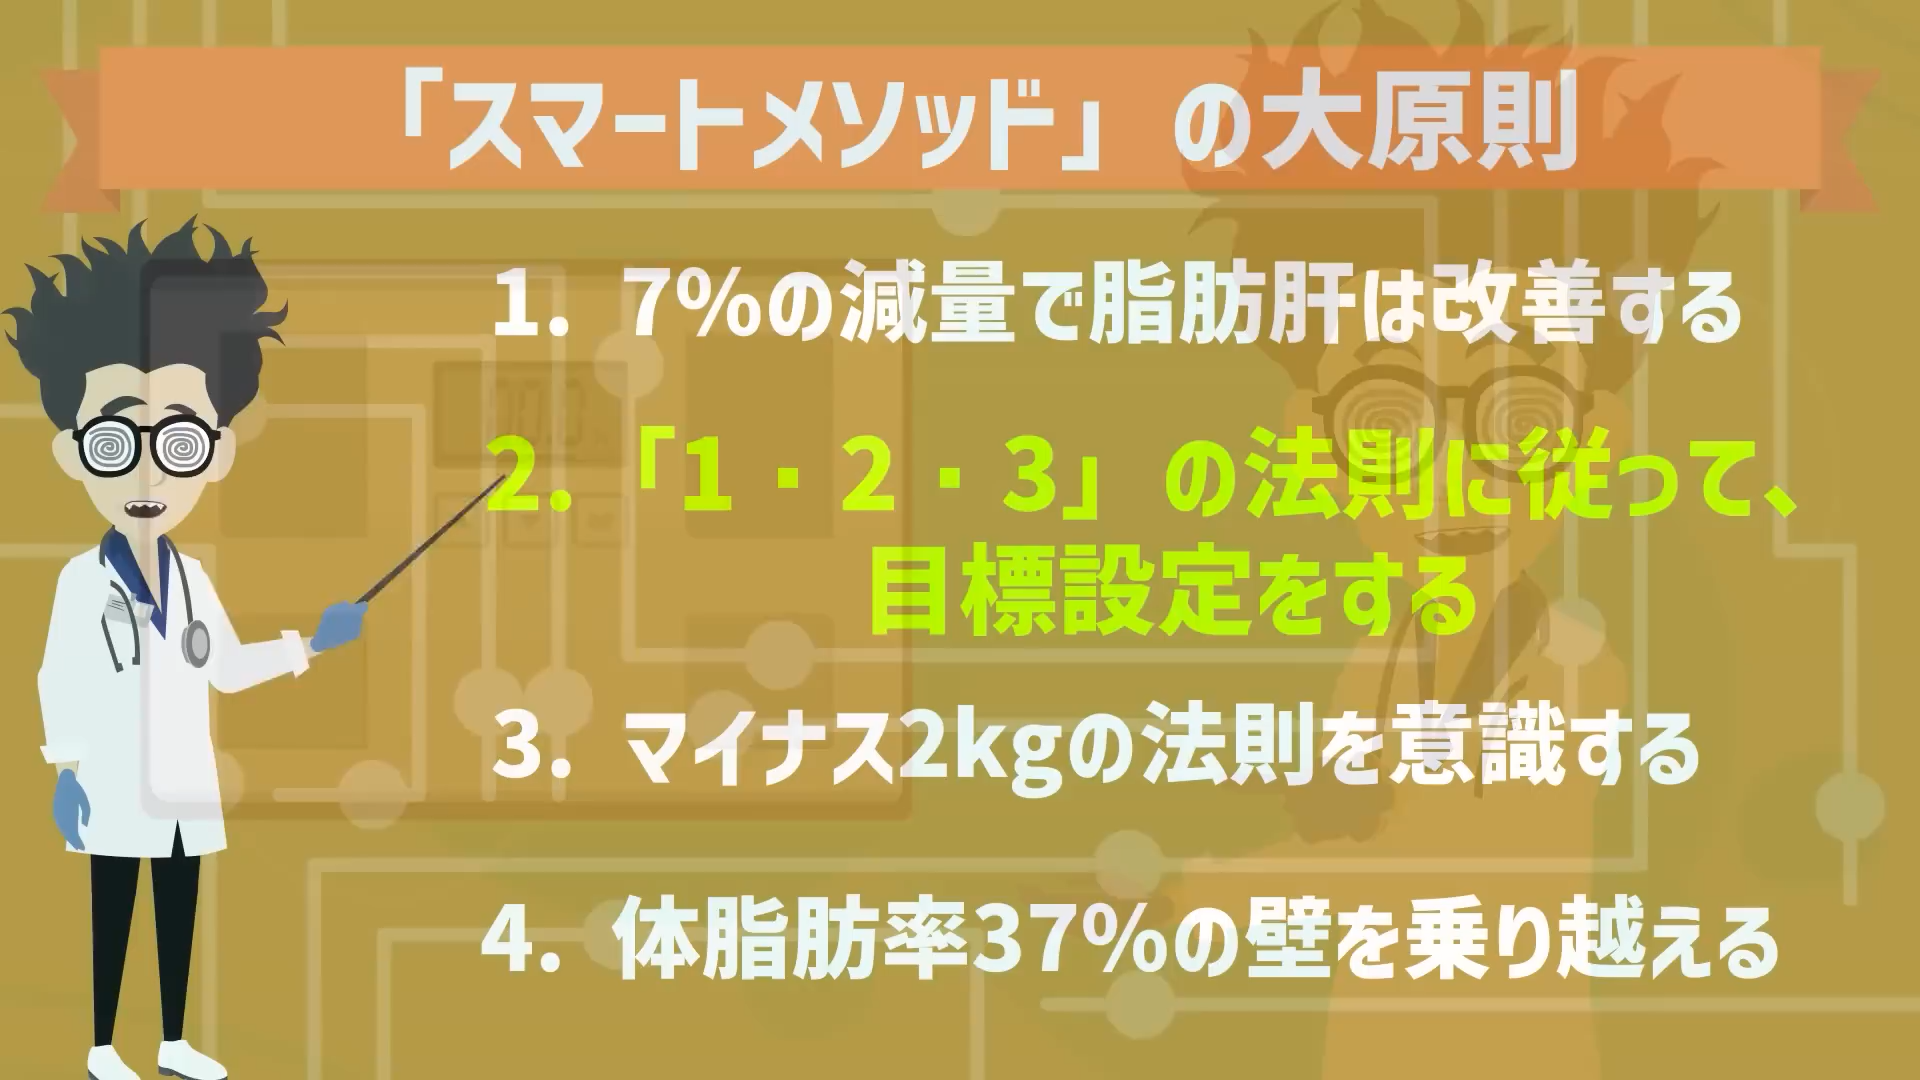 「スマートメソッド」の大原則
1. 7%の減量で脂肪肝は改善する
2.「1・2・3」の法則に従って、
目標設定をする
3. マイナス2kgの法則を意識する
4. 体脂肪率37%の壁を乗り越える